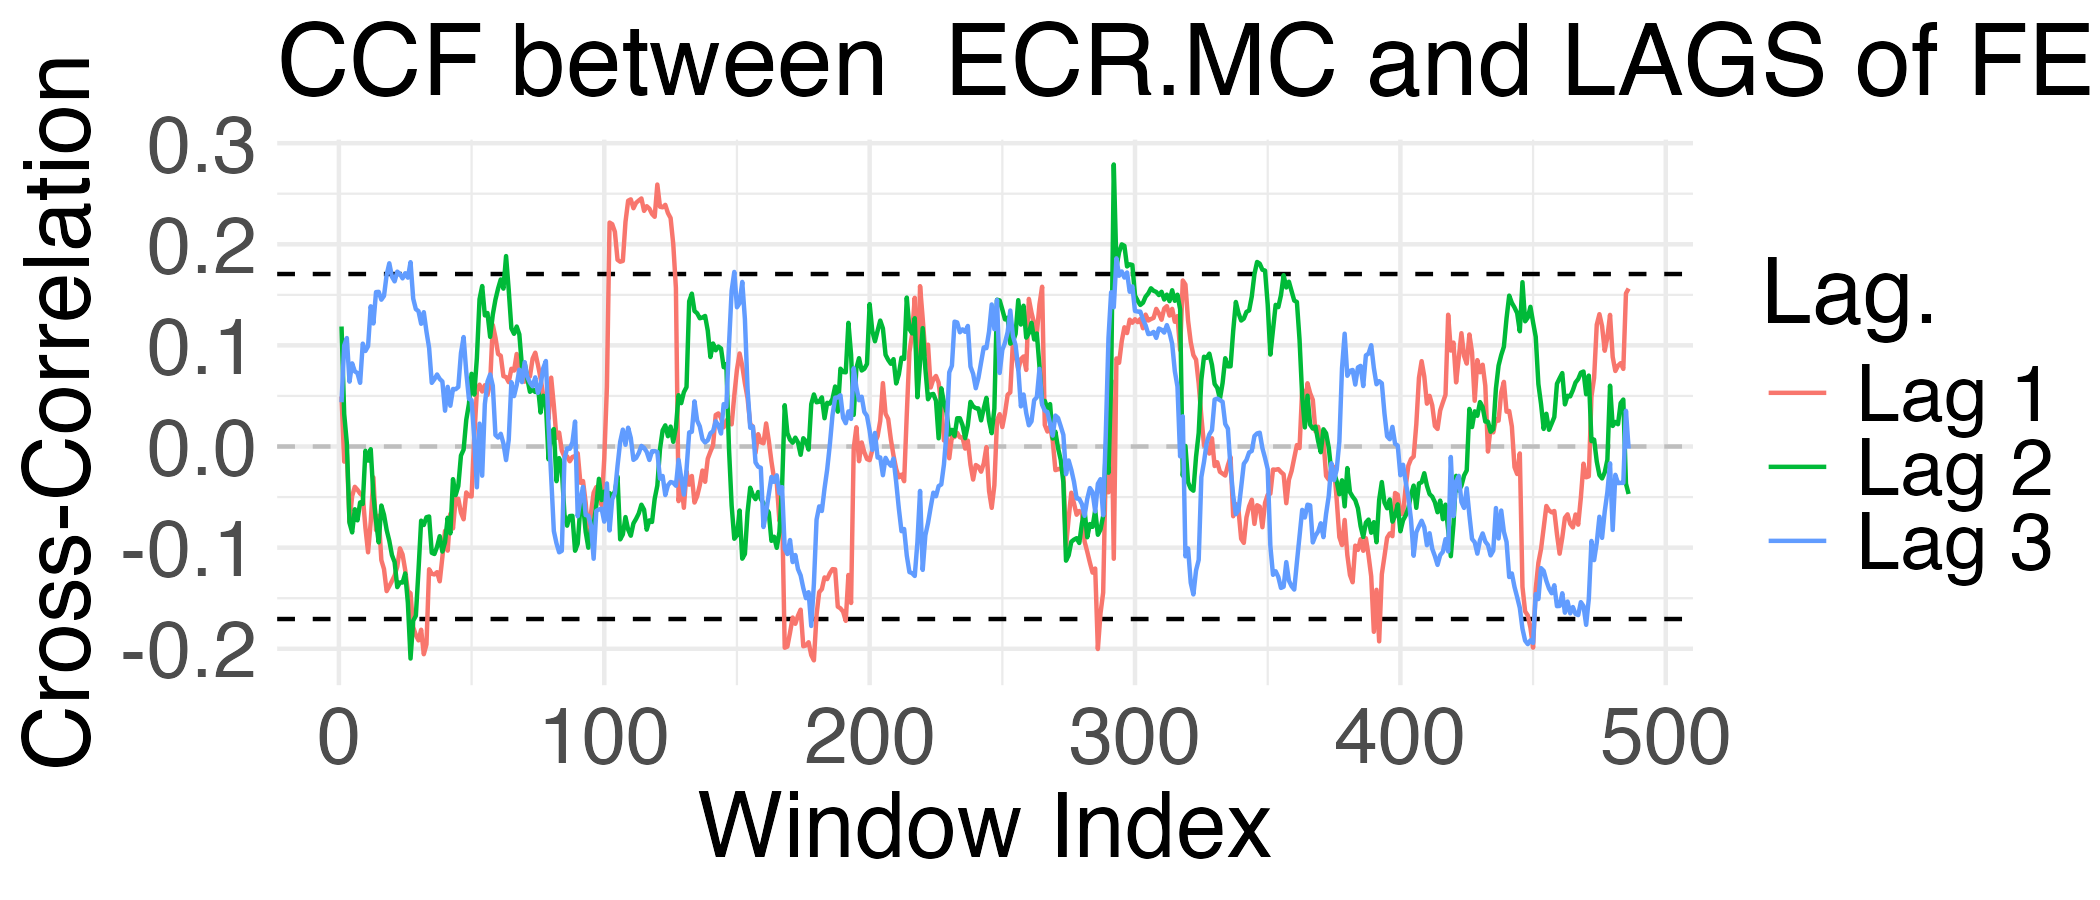 CCF between  ECR.MC and LAGS of FE
Cross-Correlation
0.3
0.2
0.1
0.0
-0.1
-0.2
0 100 200 300 400 500
Window Index
Lag.
Lag 1
Lag 2
Lag 3